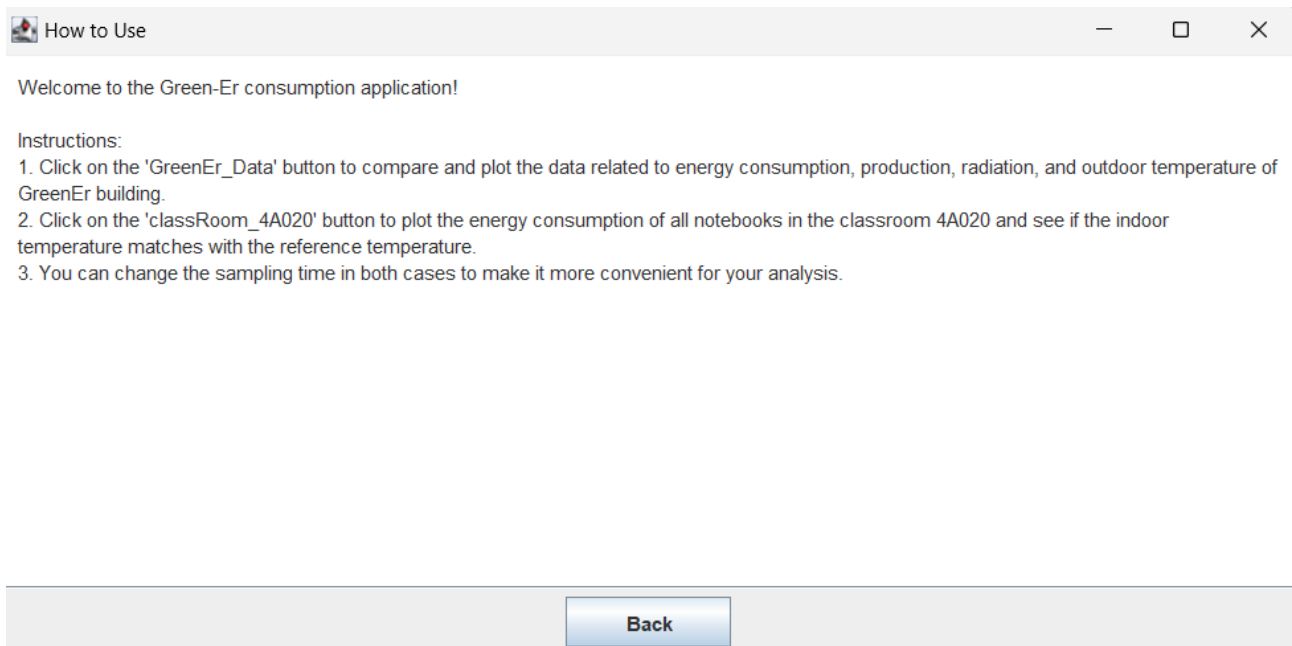 How to Use
Welcome to the Green-Er consumption application!
Instructions:
1. Click on the 'GreenEr_Data' button to compare and plot the data related to energy consumption, production, radiation, and outdoor temperature of
GreenEr building.
2. Click on the 'classRoom_4A020' button to plot the energy consumption of all notebooks in the classroom 4A020 and see if the indoor
temperature matches with the reference temperature.
3. You can change the sampling time in both cases to make it more convenient for your analysis.
Back